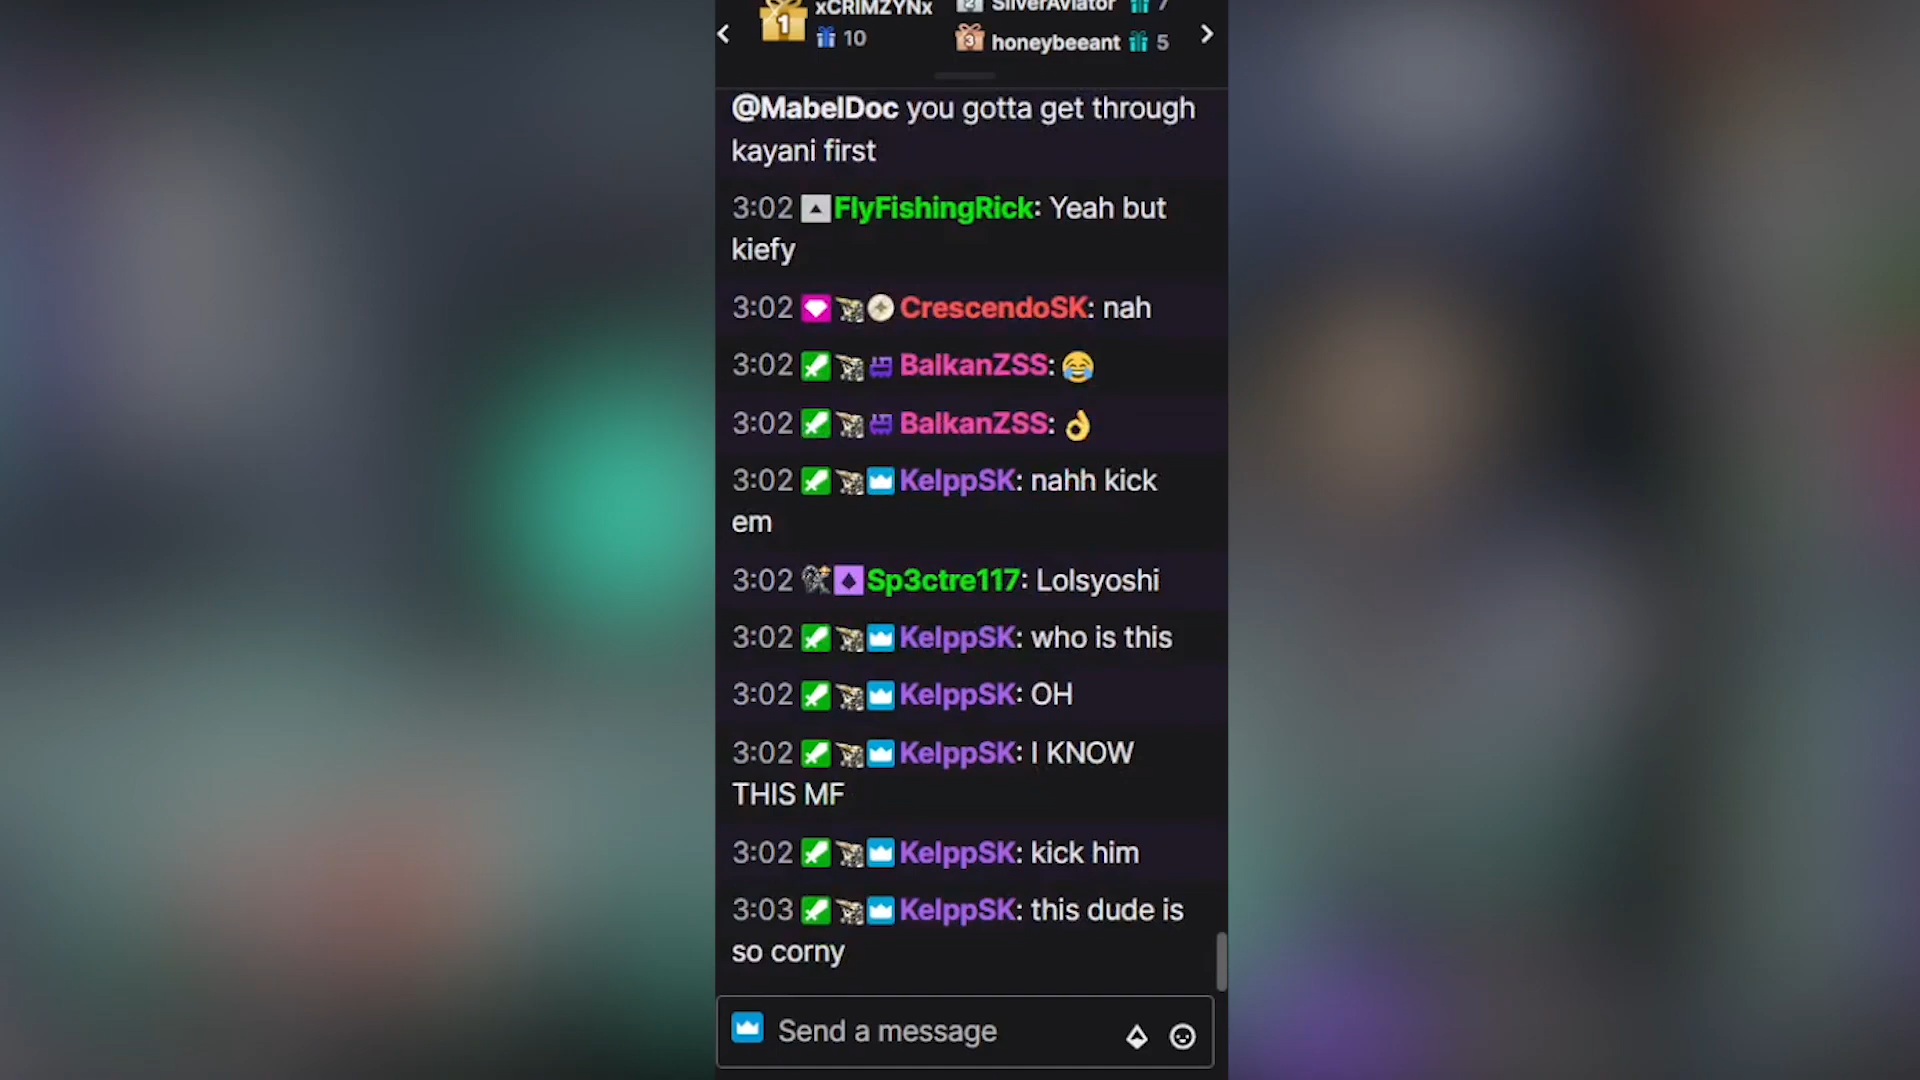 xCRIMZYNx
10
2 SilverAviator 7
3 honeybeeant 5
1
@MabelDoc you gotta get through
kayani first
3:02 FlyFishingRick: Yeah but
kiefy
3:02 CrescendoSK: nah
3:02 BalkanZSS: 😂
3:02 BalkanZSS: 👌
3:02 KelppSK: nahh kick
em
3:02 Sp3ctre117: Lolsyoshi
3:02 KelppSK: who is this
3:02 KelppSK: OH
3:02 KelppSK: I KNOW
THIS MF
3:02 KelppSK: kick him
3:03 KelppSK: this dude is
so corny
Send a message